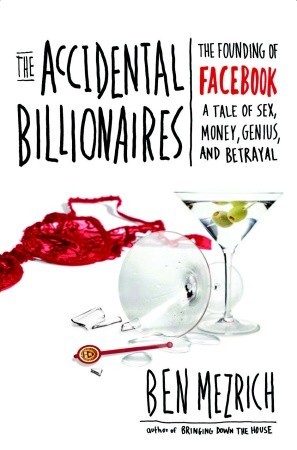 THE ACCIDENTAL
BILLIONAIRES
THE FOUNDING OF
FACEBOOK
A TALE OF SEX,
MONEY, GENIUS,
AND BETRAYAL
BEN MEZRICH
author of BRINGING DOWN THE HOUSE